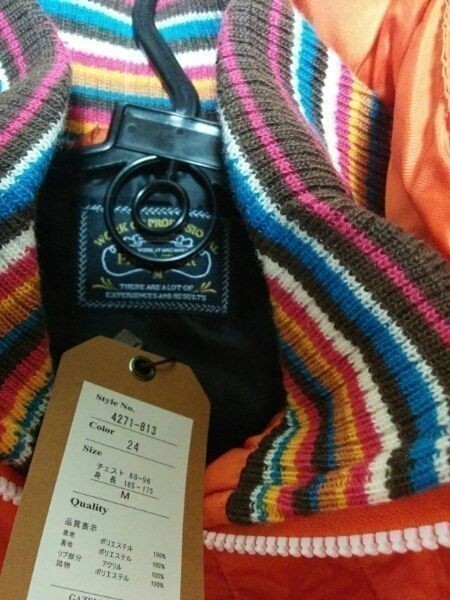 WORK OF PROFESSIONAL
M
THERE ARE A LOT OF
EXPERIENCES AND RESULTS
Style No.
4271-813
Color
24
Size
チェスト 88-96
身 長 165-175
M
Quality
品質表示
表地 ポリエステル 100%
裏地 ポリエステル 100%
リブ部分 アクリル 100%
詰物 ポリエステル 100%